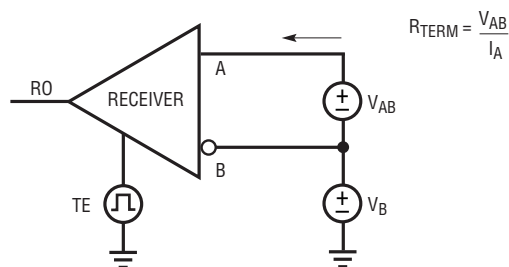 R_TERM = V_AB / I_A
A
RO
RECEIVER
+
−
V_AB
B
TE
+
−
V_B